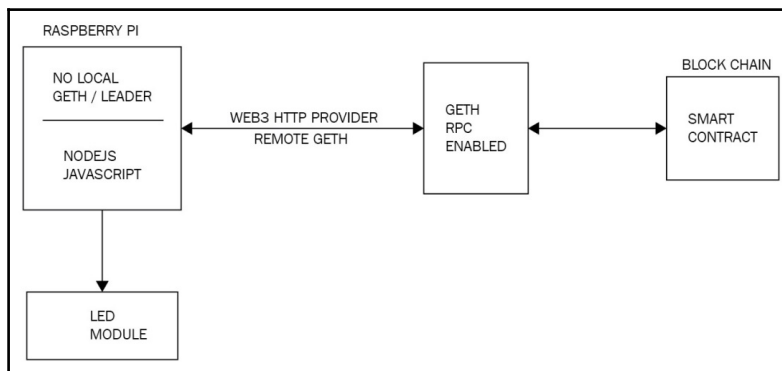 RASPBERRY PI
NO LOCAL
GETH / LEADER
NODEJS
JAVASCRIPT
WEB3 HTTP PROVIDER
REMOTE GETH
GETH
RPC
ENABLED
BLOCK CHAIN
SMART
CONTRACT
LED
MODULE